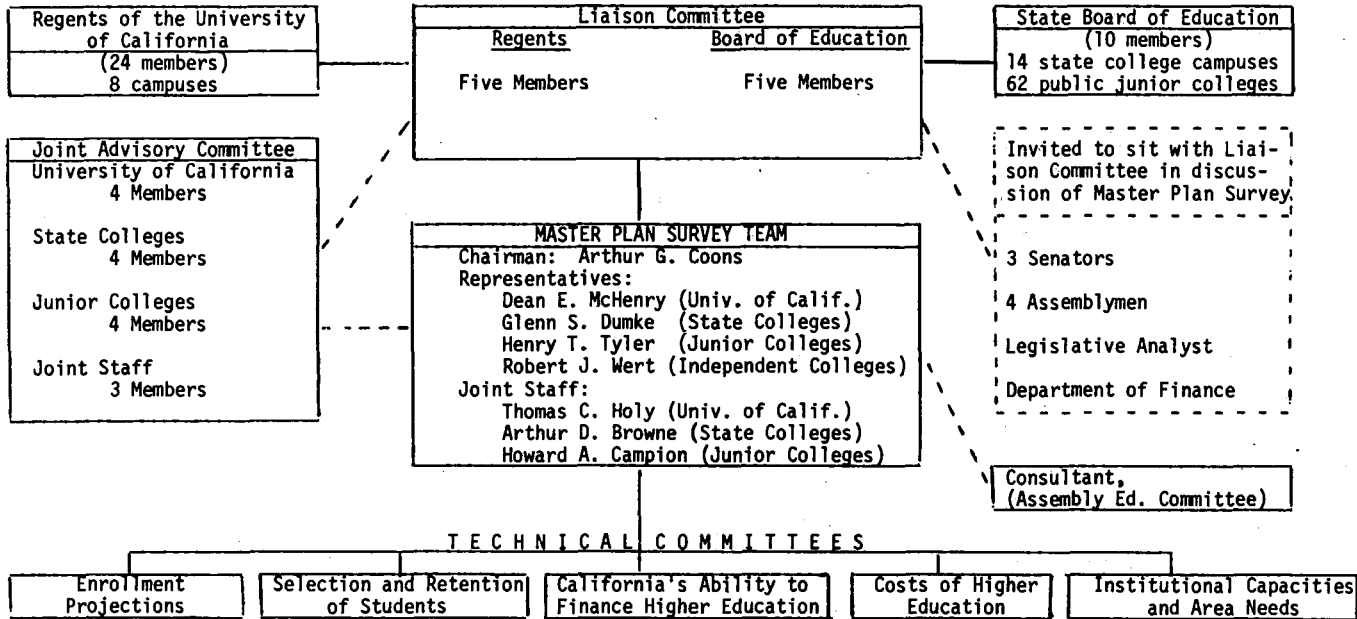 Regents of the University
of California
(24 members)
8 campuses
Liaison Committee
Regents Board of Education
Five Members Five Members
State Board of Education
(10 members)
14 state college campuses
62 public junior colleges
Joint Advisory Committee
University of California
4 Members
State Colleges
4 Members
Junior Colleges
4 Members
Joint Staff
3 Members
Invited to sit with Liai-
son Committee in discus-
sion of Master Plan Survey
3 Senators
4 Assemblymen
Legislative Analyst
Department of Finance
MASTER PLAN SURVEY TEAM
Chairman: Arthur G. Coons
Representatives:
Dean E. McHenry (Univ. of Calif.)
Glenn S. Dumke (State Colleges)
Henry T. Tyler (Junior Colleges)
Robert J. Wert (Independent Colleges)
Joint Staff:
Thomas C. Holy (Univ. of Calif.)
Arthur D. Browne (State Colleges)
Howard A. Campion (Junior Colleges)
Consultant,
(Assembly Ed. Committee)
TECHNICAL COMMITTEES
Enrollment
Projections
Selection and Retention
of Students
California's Ability to
Finance Higher Education
Costs of Higher
Education
Institutional Capacities
and Area Needs